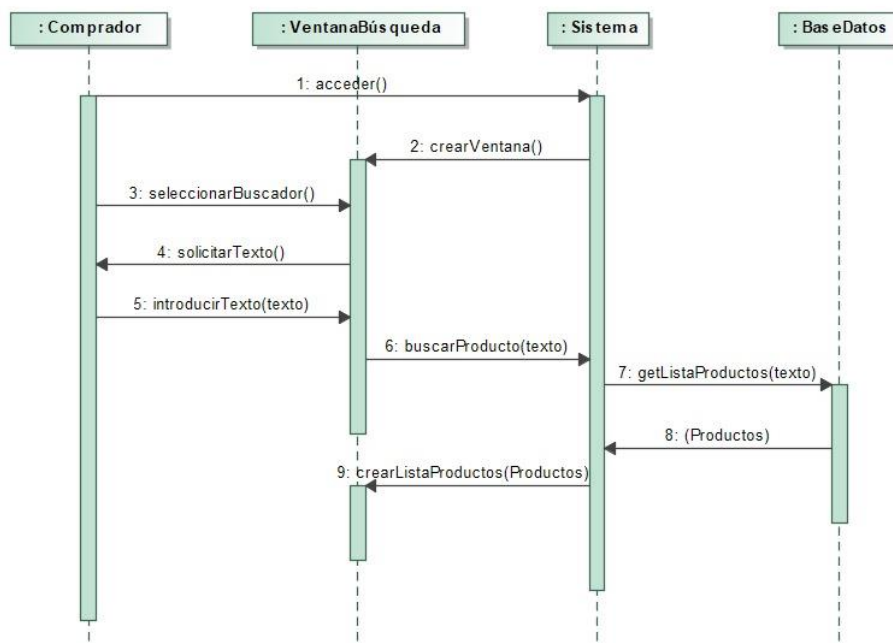 : Comprador
: VentanaBúsqueda
: Sistema
: BaseDatos
1: acceder()
2: crearVentana()
3: seleccionarBuscador()
4: solicitarTexto()
5: introducirTexto(texto)
6: buscarProducto(texto)
7: getListaProductos(texto)
8: (Productos)
9: crearListaProductos(Productos)